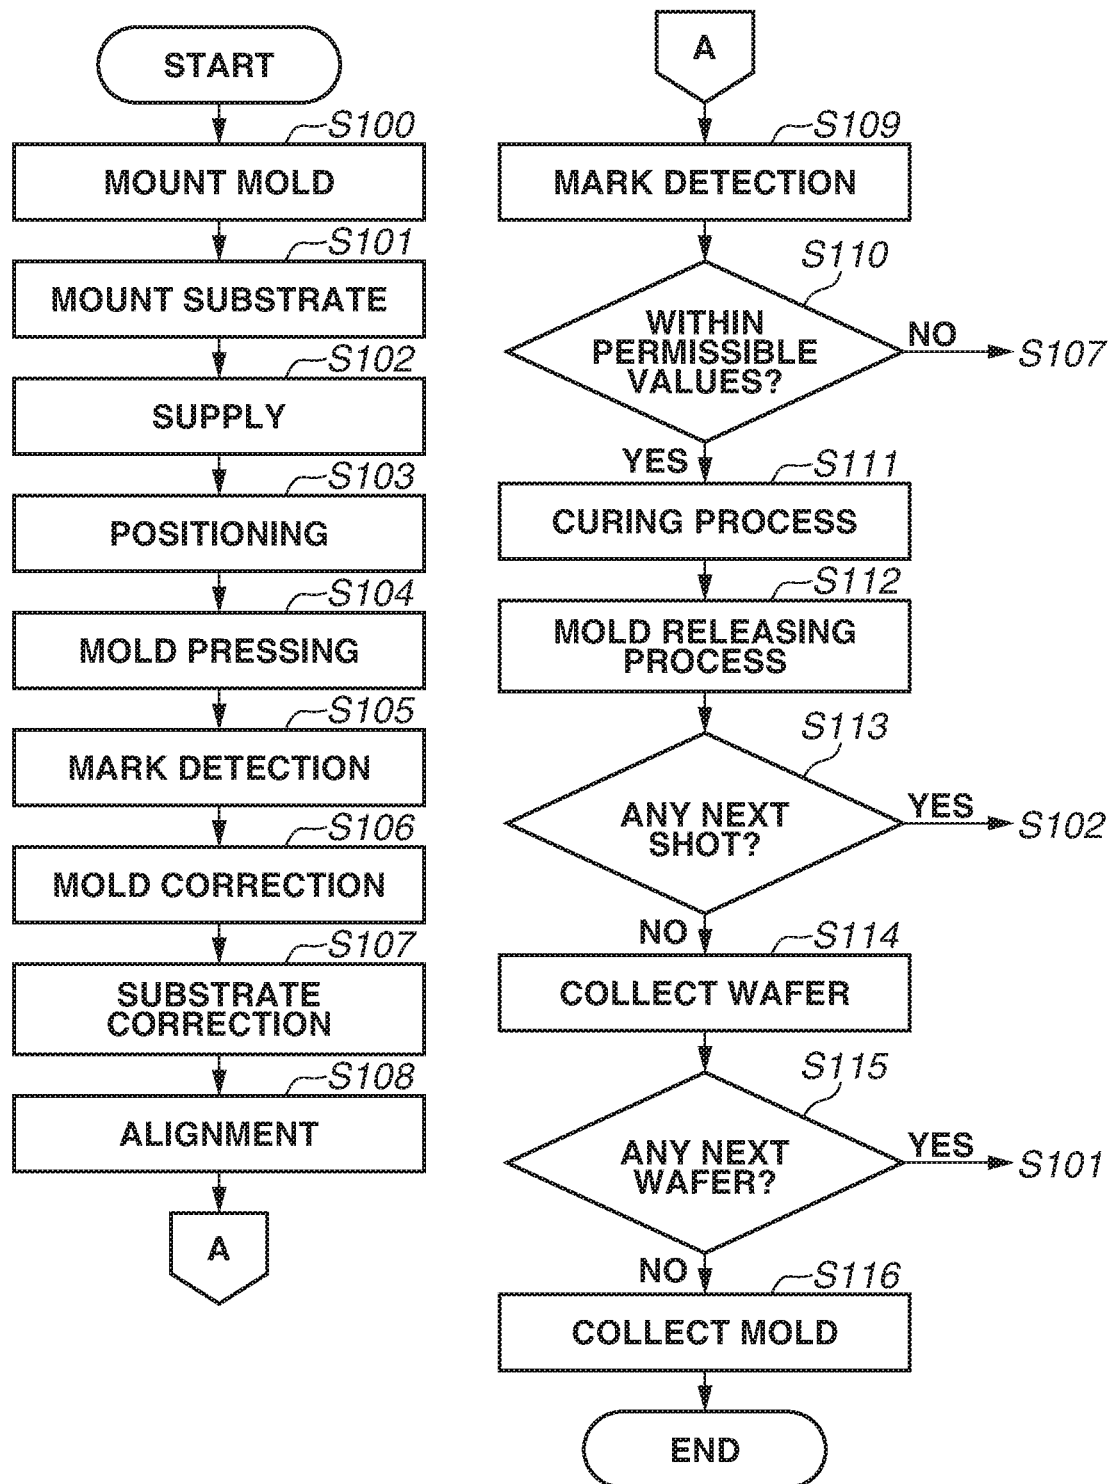 START
S100
MOUNT MOLD
S101
MOUNT SUBSTRATE
S102
SUPPLY
S103
POSITIONING
S104
MOLD PRESSING
S105
MARK DETECTION
S106
MOLD CORRECTION
S107
SUBSTRATE
CORRECTION
S108
ALIGNMENT
A
A
S109
MARK DETECTION
S110
WITHIN
PERMISSIBLE
VALUES?
NO
S107
YES
S111
CURING PROCESS
S112
MOLD RELEASING
PROCESS
S113
ANY NEXT
SHOT?
YES
S102
NO
S114
COLLECT WAFER
S115
ANY NEXT
WAFER?
YES
S101
NO
S116
COLLECT MOLD
END